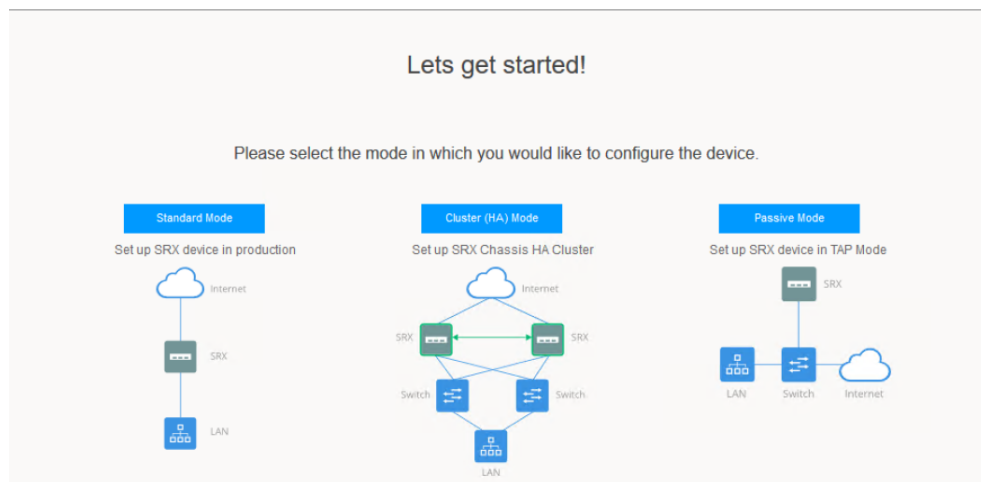 Lets get started!
Please select the mode in which you would like to configure the device.
Standard Mode
Set up SRX device in production
Internet
SRX
LAN
Cluster (HA) Mode
Set up SRX Chassis HA Cluster
Internet
SRX
SRX
Switch
Switch
LAN
Passive Mode
Set up SRX device in TAP Mode
SRX
LAN
Switch
Internet